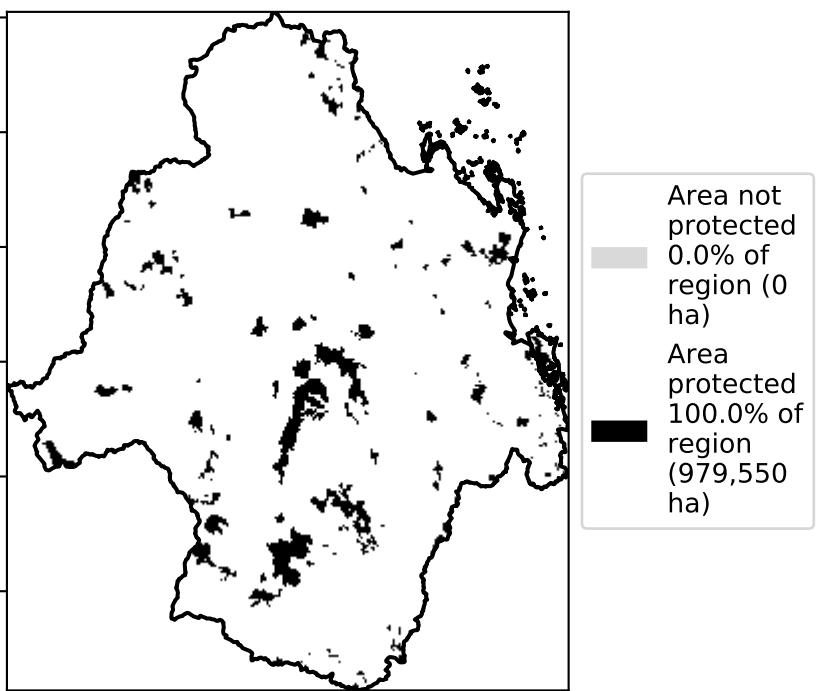 Area not
protected
0.0% of
region (0
ha)
Area
protected
100.0% of
region
(979,550
ha)